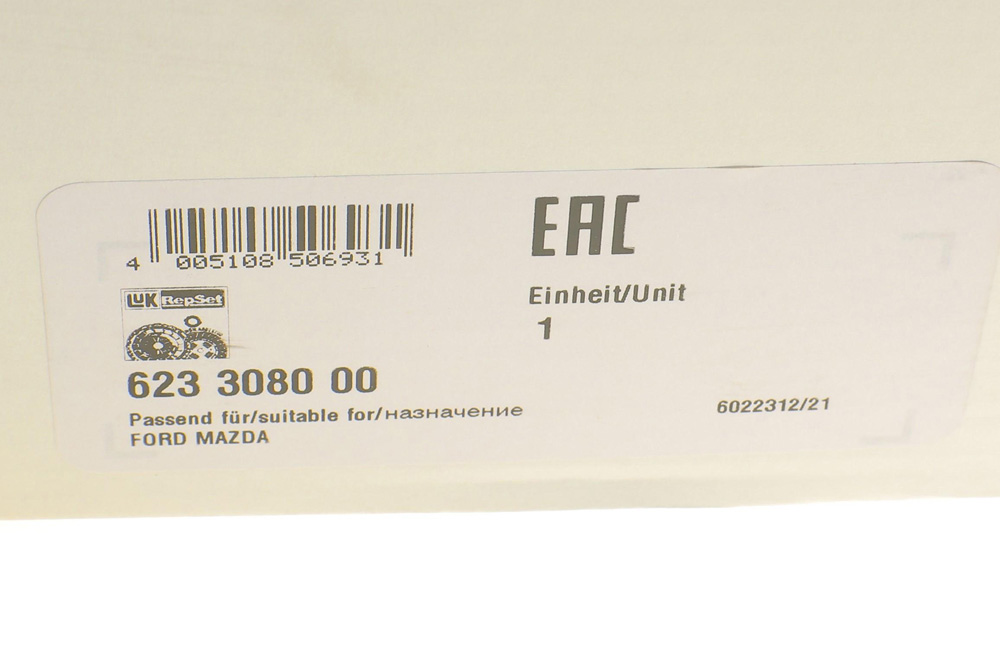 4 005108 506931
EAC
LUK RepSet
Einheit/Unit
1
623 3080 00
Passend für/suitable for/назначение
FORD MAZDA
6022312/21